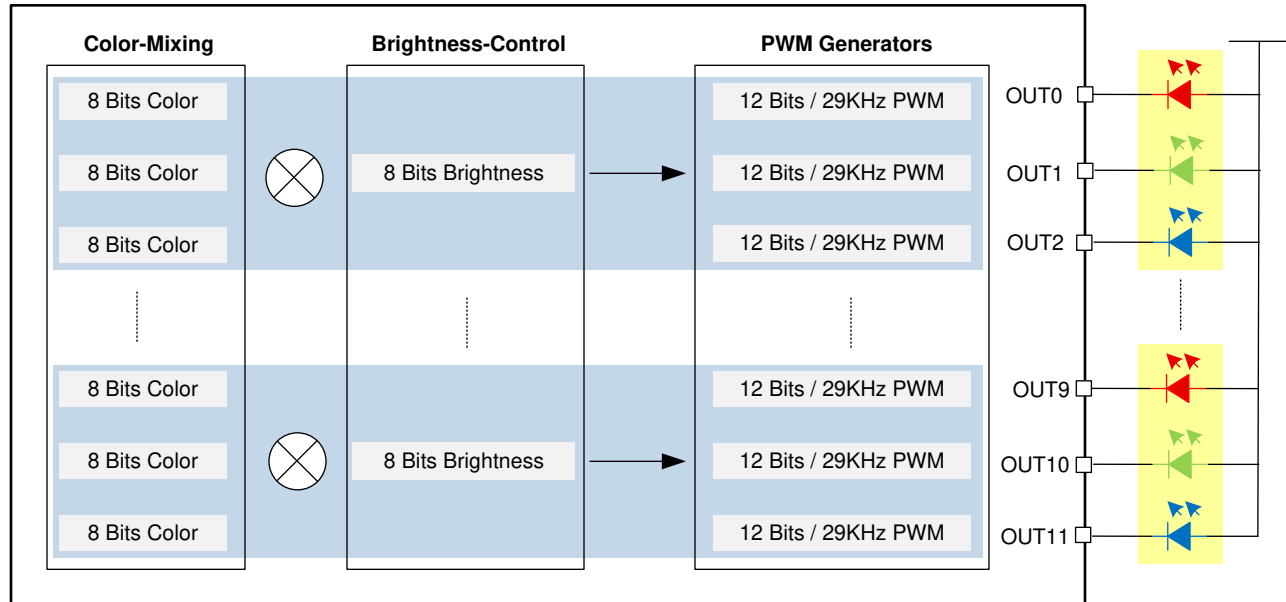 Color-Mixing Brightness-Control PWM Generators
8 Bits Color 12 Bits / 29KHz PWM OUT0
8 Bits Color 8 Bits Brightness 12 Bits / 29KHz PWM OUT1
8 Bits Color 12 Bits / 29KHz PWM OUT2
8 Bits Color 12 Bits / 29KHz PWM OUT9
8 Bits Color 8 Bits Brightness 12 Bits / 29KHz PWM OUT10
8 Bits Color 12 Bits / 29KHz PWM OUT11